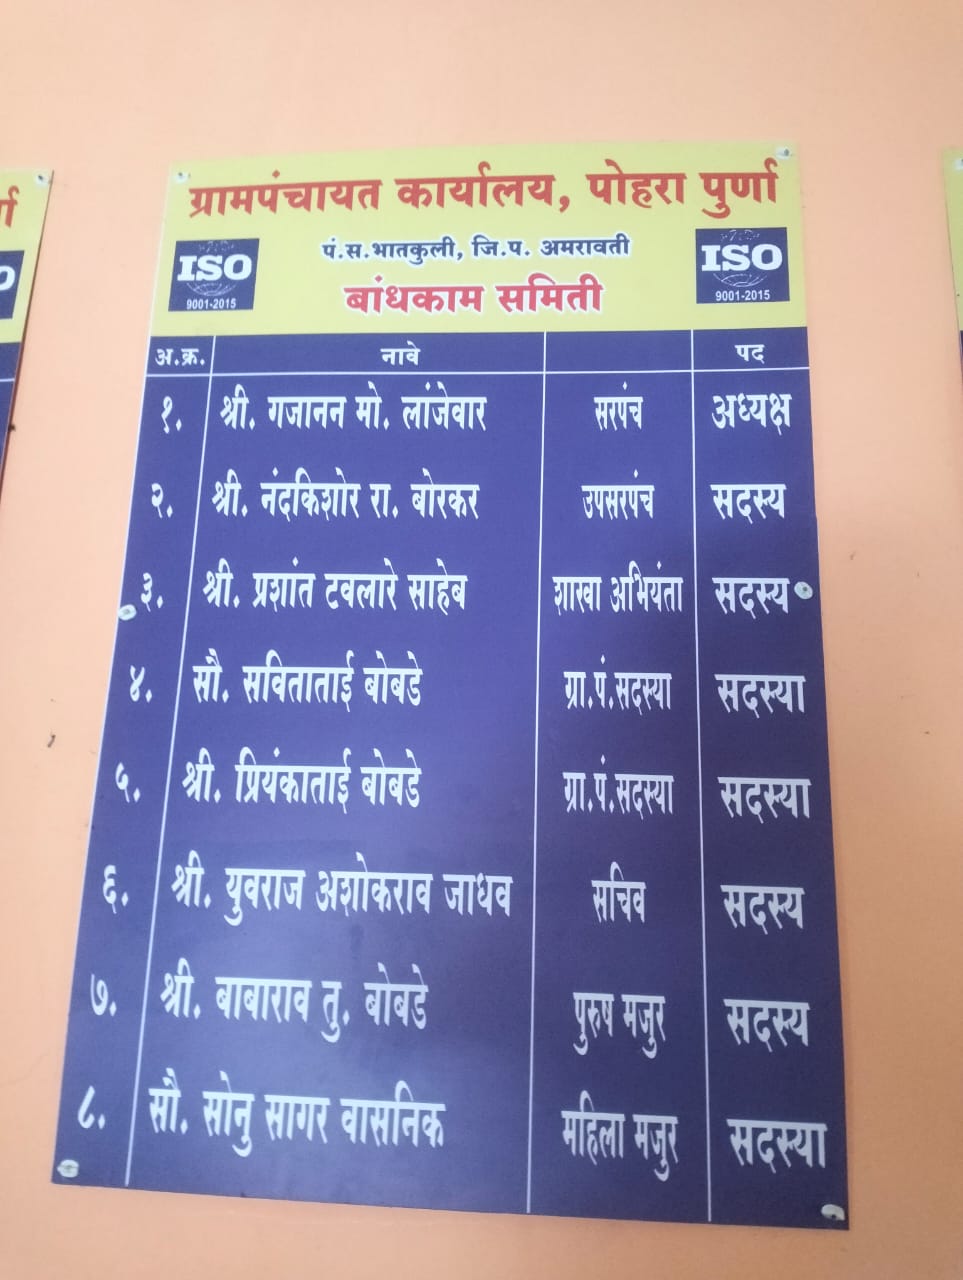 ग्रामपंचायत कार्यालय, पोहरा पुर्णा
पं.स.भातकुली, जि.प. अमरावती
ISO 9001-2015
ISO 9001-2015
बांधकाम समिती
अ.क्र. नावे पद
१. श्री. गजानन मो. लांजेवार सरपंच अध्यक्ष
२. श्री. नंदकिशोर रा. बोरकर उपसरपंच सदस्य
३. श्री. प्रशांत टवलारे साहेब शाखा अभियंता सदस्य
४. सौ. सविताताई बोबडे ग्रा.पं.सदस्या सदस्या
५. श्री. प्रियंकाताई बोबडे ग्रा.पं.सदस्या सदस्या
६. श्री. युवराज अशोकराव जाधव सचिव सदस्य
७. श्री. बाबाराव तु. बोबडे पुरुष मजुर सदस्य
८. सौ. सोनु सागर वासनिक महिला मजुर सदस्या